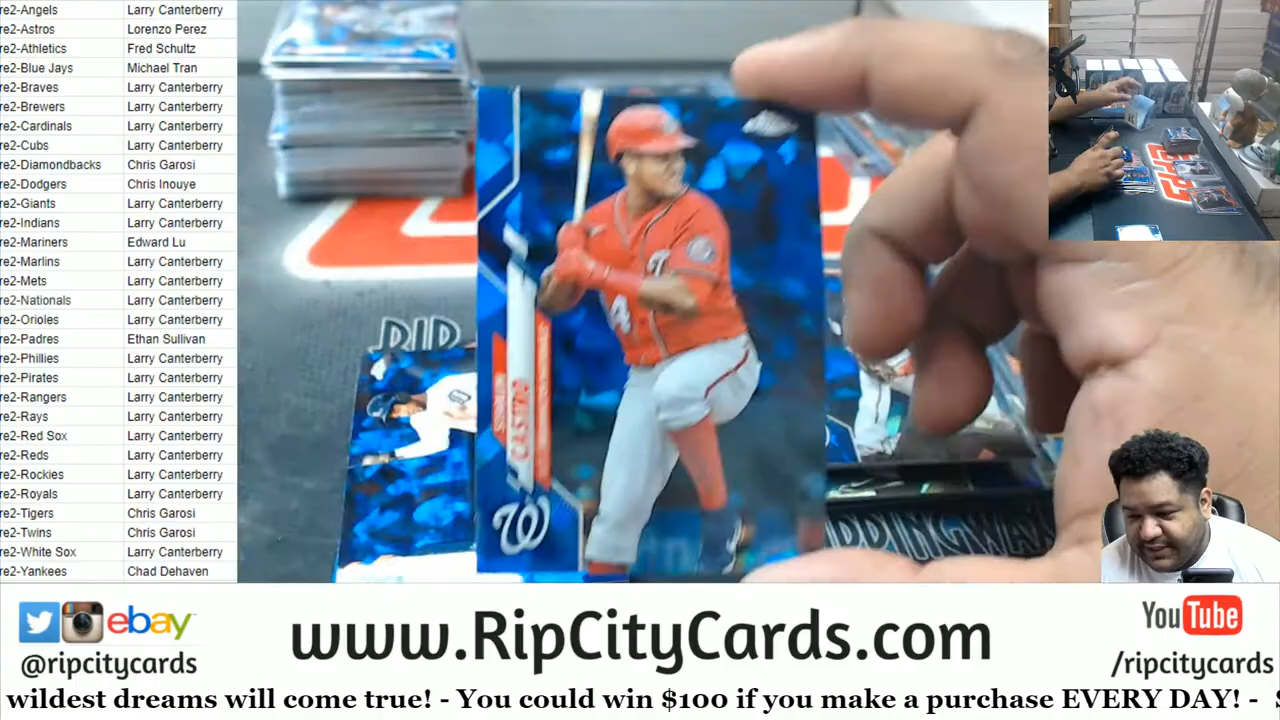 re2-Angels Larry Canterberry
re2-Astros Lorenzo Perez
re2-Athletics Fred Schultz
re2-Blue Jays Michael Tran
re2-Braves Larry Canterberry
re2-Brewers Larry Canterberry
re2-Cardinals Larry Canterberry
re2-Cubs Larry Canterberry
re2-Diamondbacks Chris Garosi
re2-Dodgers Chris Inouye
re2-Giants Larry Canterberry
re2-Indians Larry Canterberry
re2-Mariners Edward Lu
re2-Marlins Larry Canterberry
re2-Mets Larry Canterberry
re2-Nationals Larry Canterberry
re2-Orioles Larry Canterberry
re2-Padres Ethan Sullivan
re2-Phillies Larry Canterberry
re2-Pirates Larry Canterberry
re2-Rangers Larry Canterberry
re2-Rays Larry Canterberry
re2-Red Sox Larry Canterberry
re2-Reds Larry Canterberry
re2-Rockies Larry Canterberry
re2-Royals Larry Canterberry
re2-Tigers Chris Garosi
re2-Twins Chris Garosi
re2-White Sox Larry Canterberry
re2-Yankees Chad Dehaven
RIP
CASTRO
4
W
ebay
@ripcitycards
www.RipCityCards.com
YouTube
/ripcitycards
wildest dreams will come true! - You could win $100 if you make a purchase EVERY DAY! -